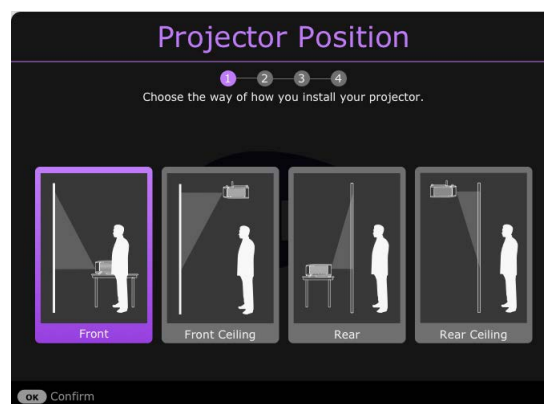 Projector Position
1 2 3 4
Choose the way of how you install your projector.
Front
Front Ceiling
Rear
Rear Ceiling
OK Confirm